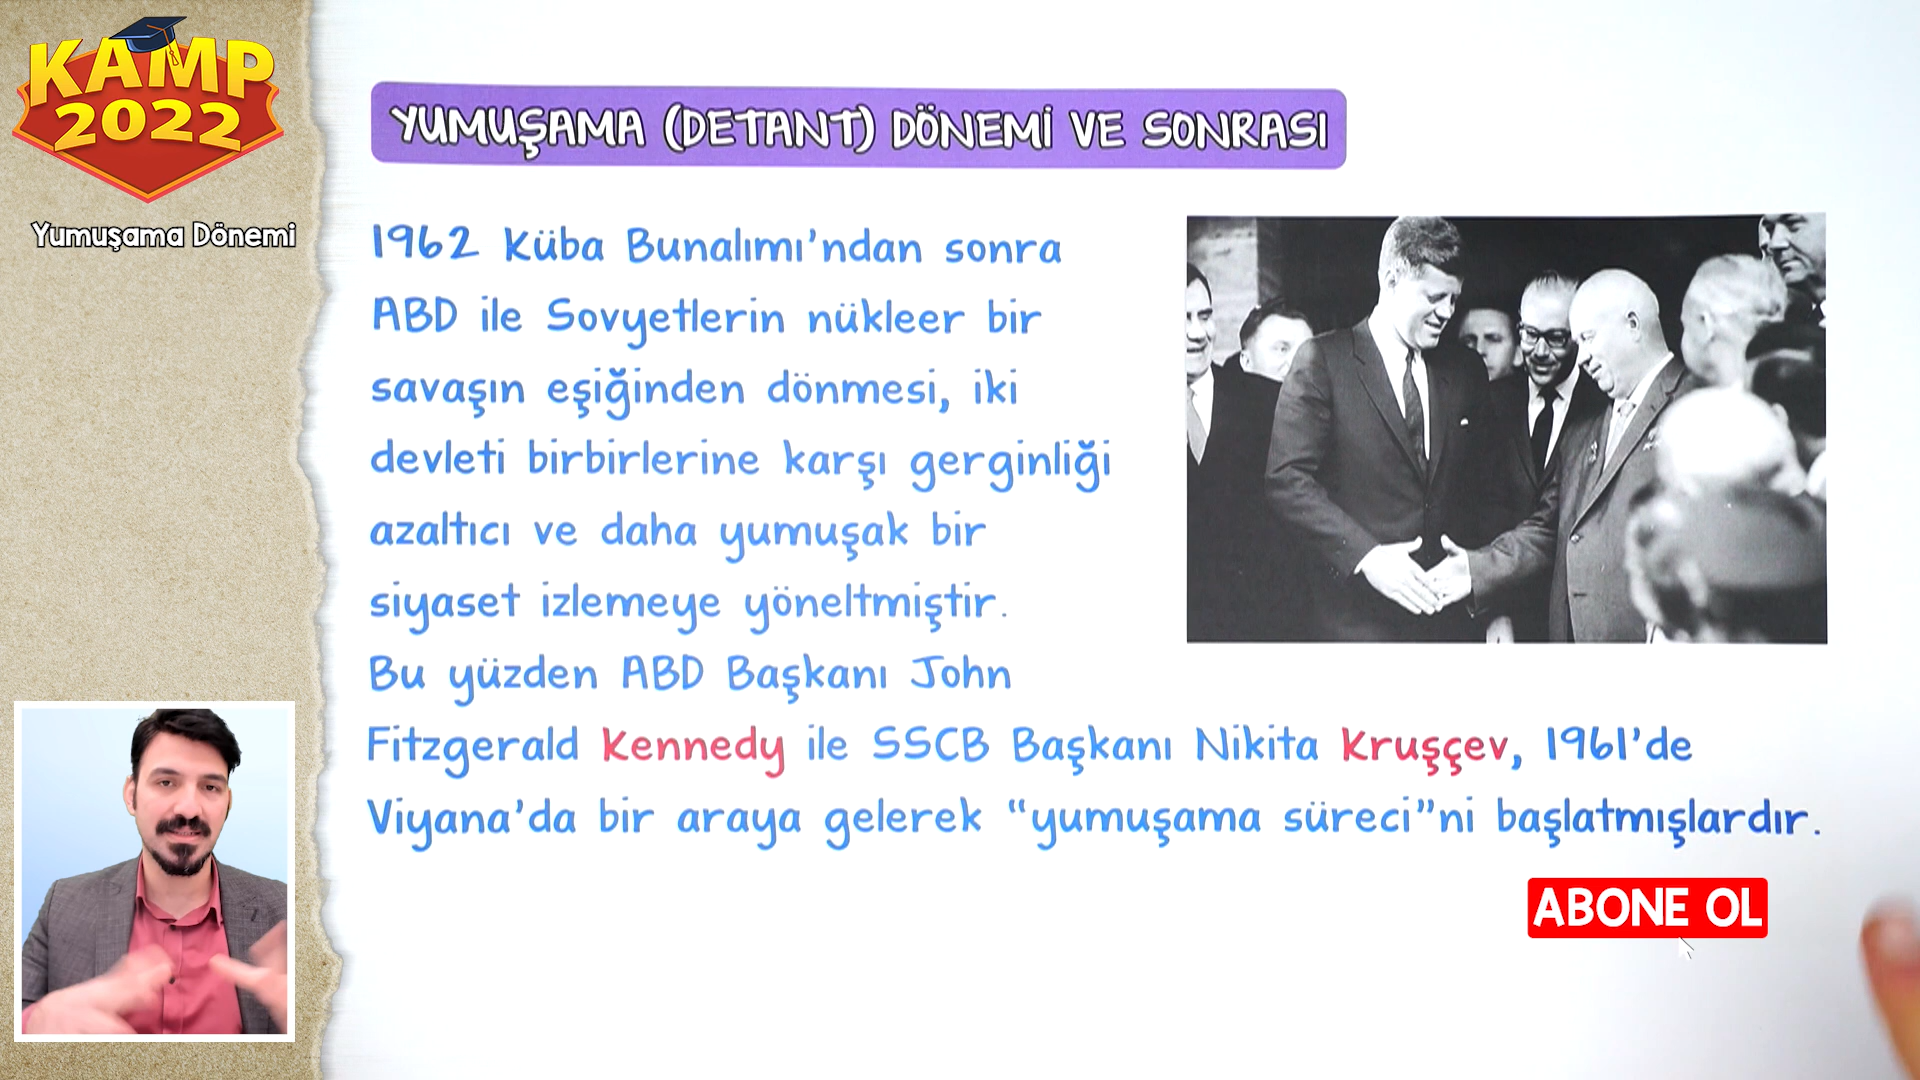 KAMP
2022
Yumuşama Dönemi
YUMUŞAMA (DETANT) DÖNEMİ VE SONRASI
1962 Küba Bunalımı'ndan sonra
ABD ile Sovyetlerin nükleer bir
savaşın eşiğinden dönmesi, iki
devleti birbirlerine karşı gerginliği
azaltıcı ve daha yumuşak bir
siyaset izlemeye yöneltmiştir.
Bu yüzden ABD Başkanı John
Fitzgerald Kennedy ile SSCB Başkanı Nikita Kruşçev, 1961'de
Viyana'da bir araya gelerek “yumuşama süreci”ni başlatmışlardır.
ABONE OL